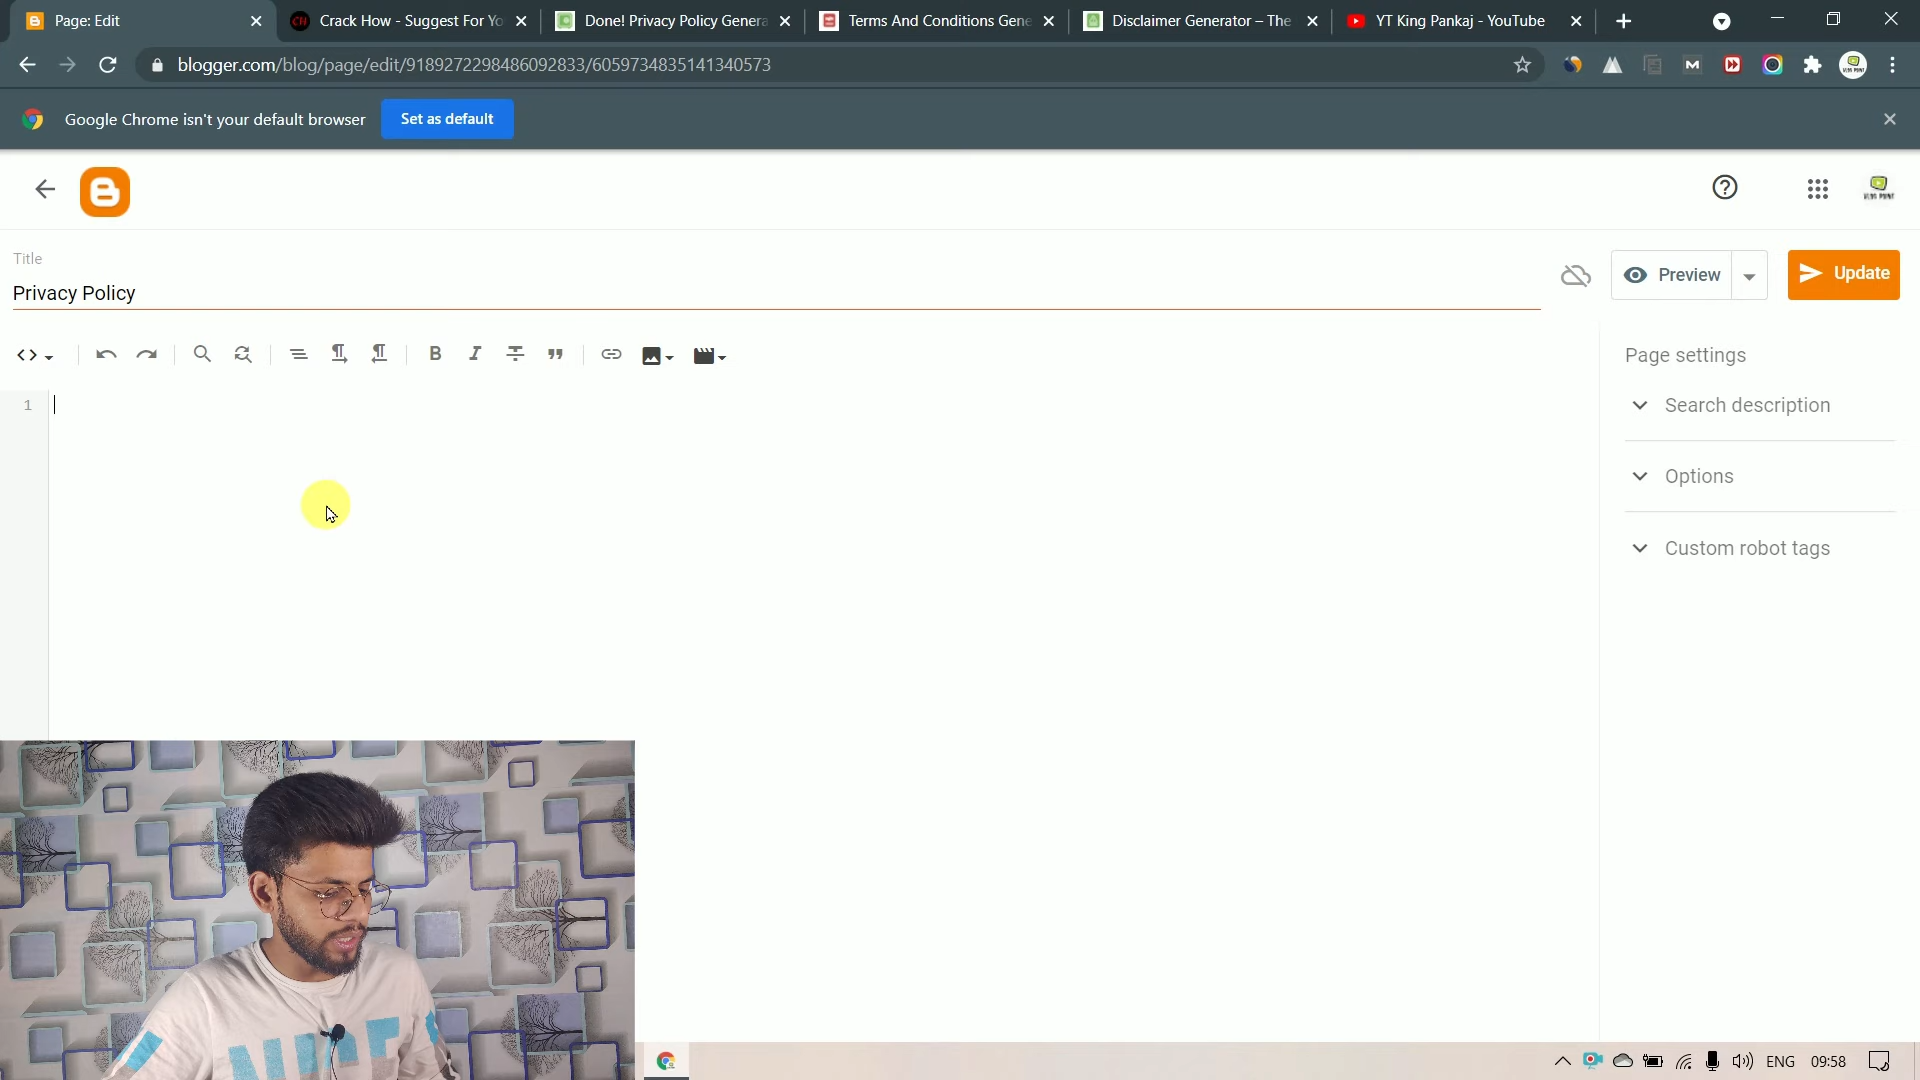 Page: Edit
Crack How - Suggest For Yo
Done! Privacy Policy Genera
Terms And Conditions Gene
Disclaimer Generator – The
YT King Pankaj - YouTube
blogger.com/blog/page/edit/9189272298486092833/6059734835141340573
Google Chrome isn't your default browser
Set as default
Title
Privacy Policy
Preview
Update
Page settings
1
Search description
Options
Custom robot tags
ENG
09:58